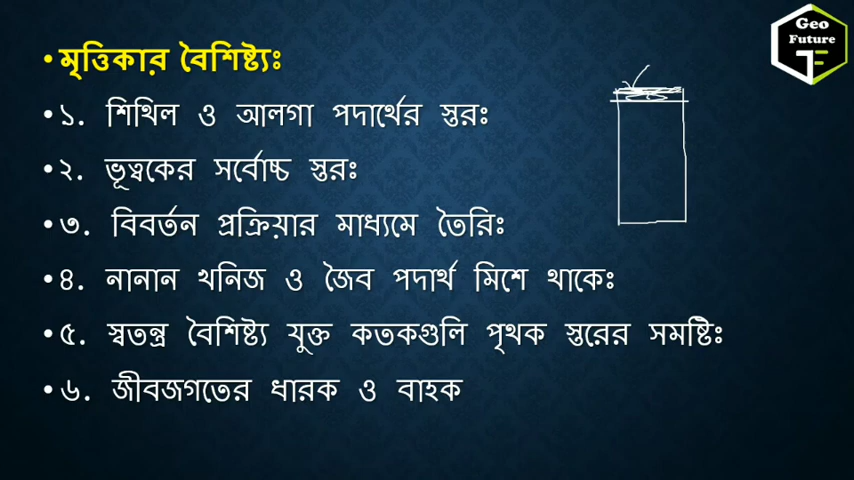 • মৃত্তিকার বৈশিষ্ট্যঃ
• ১. শিথিল ও আলগা পদার্থের স্তরঃ
• ২. ভূত্বকের সর্বোচ্চ স্তরঃ
• ৩. বিবর্তন প্রক্রিয়ার মাধ্যমে তৈরিঃ
• ৪. নানান খনিজ ও জৈব পদার্থ মিশে থাকেঃ
• ৫. স্বতন্ত্র বৈশিষ্ট্য যুক্ত কতকগুলি পৃথক স্তরের সমষ্টিঃ
• ৬. জীবজগতের ধারক ও বাহক
Geo
Future
GF